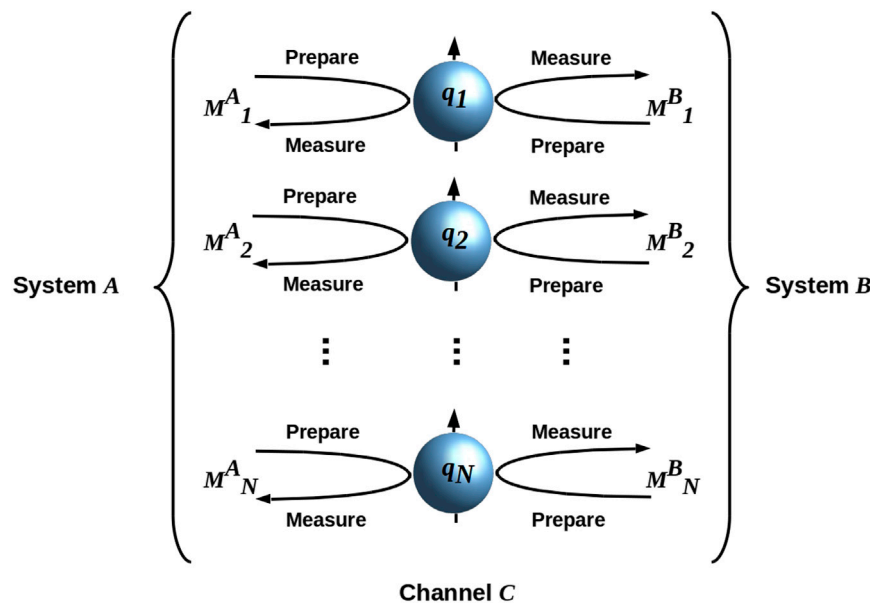 Prepare Measure
M^A_1 q1 M^B_1
Measure Prepare
Prepare Measure
M^A_2 q2 M^B_2
Measure Prepare
System A System B
⋮ ⋮ ⋮
Prepare Measure
M^A_N qN M^B_N
Measure Prepare
Channel C